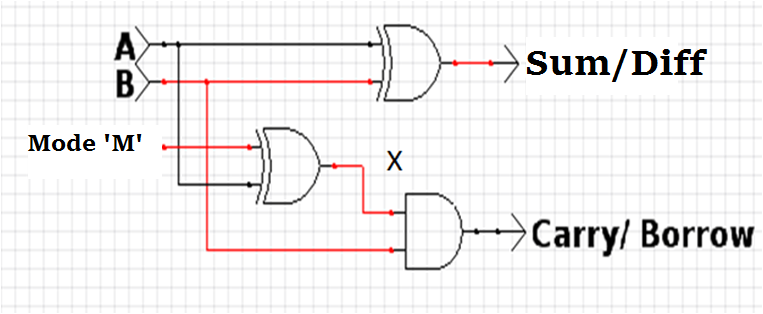 A
B
Sum/Diff
Mode 'M'
X
Carry/ Borrow